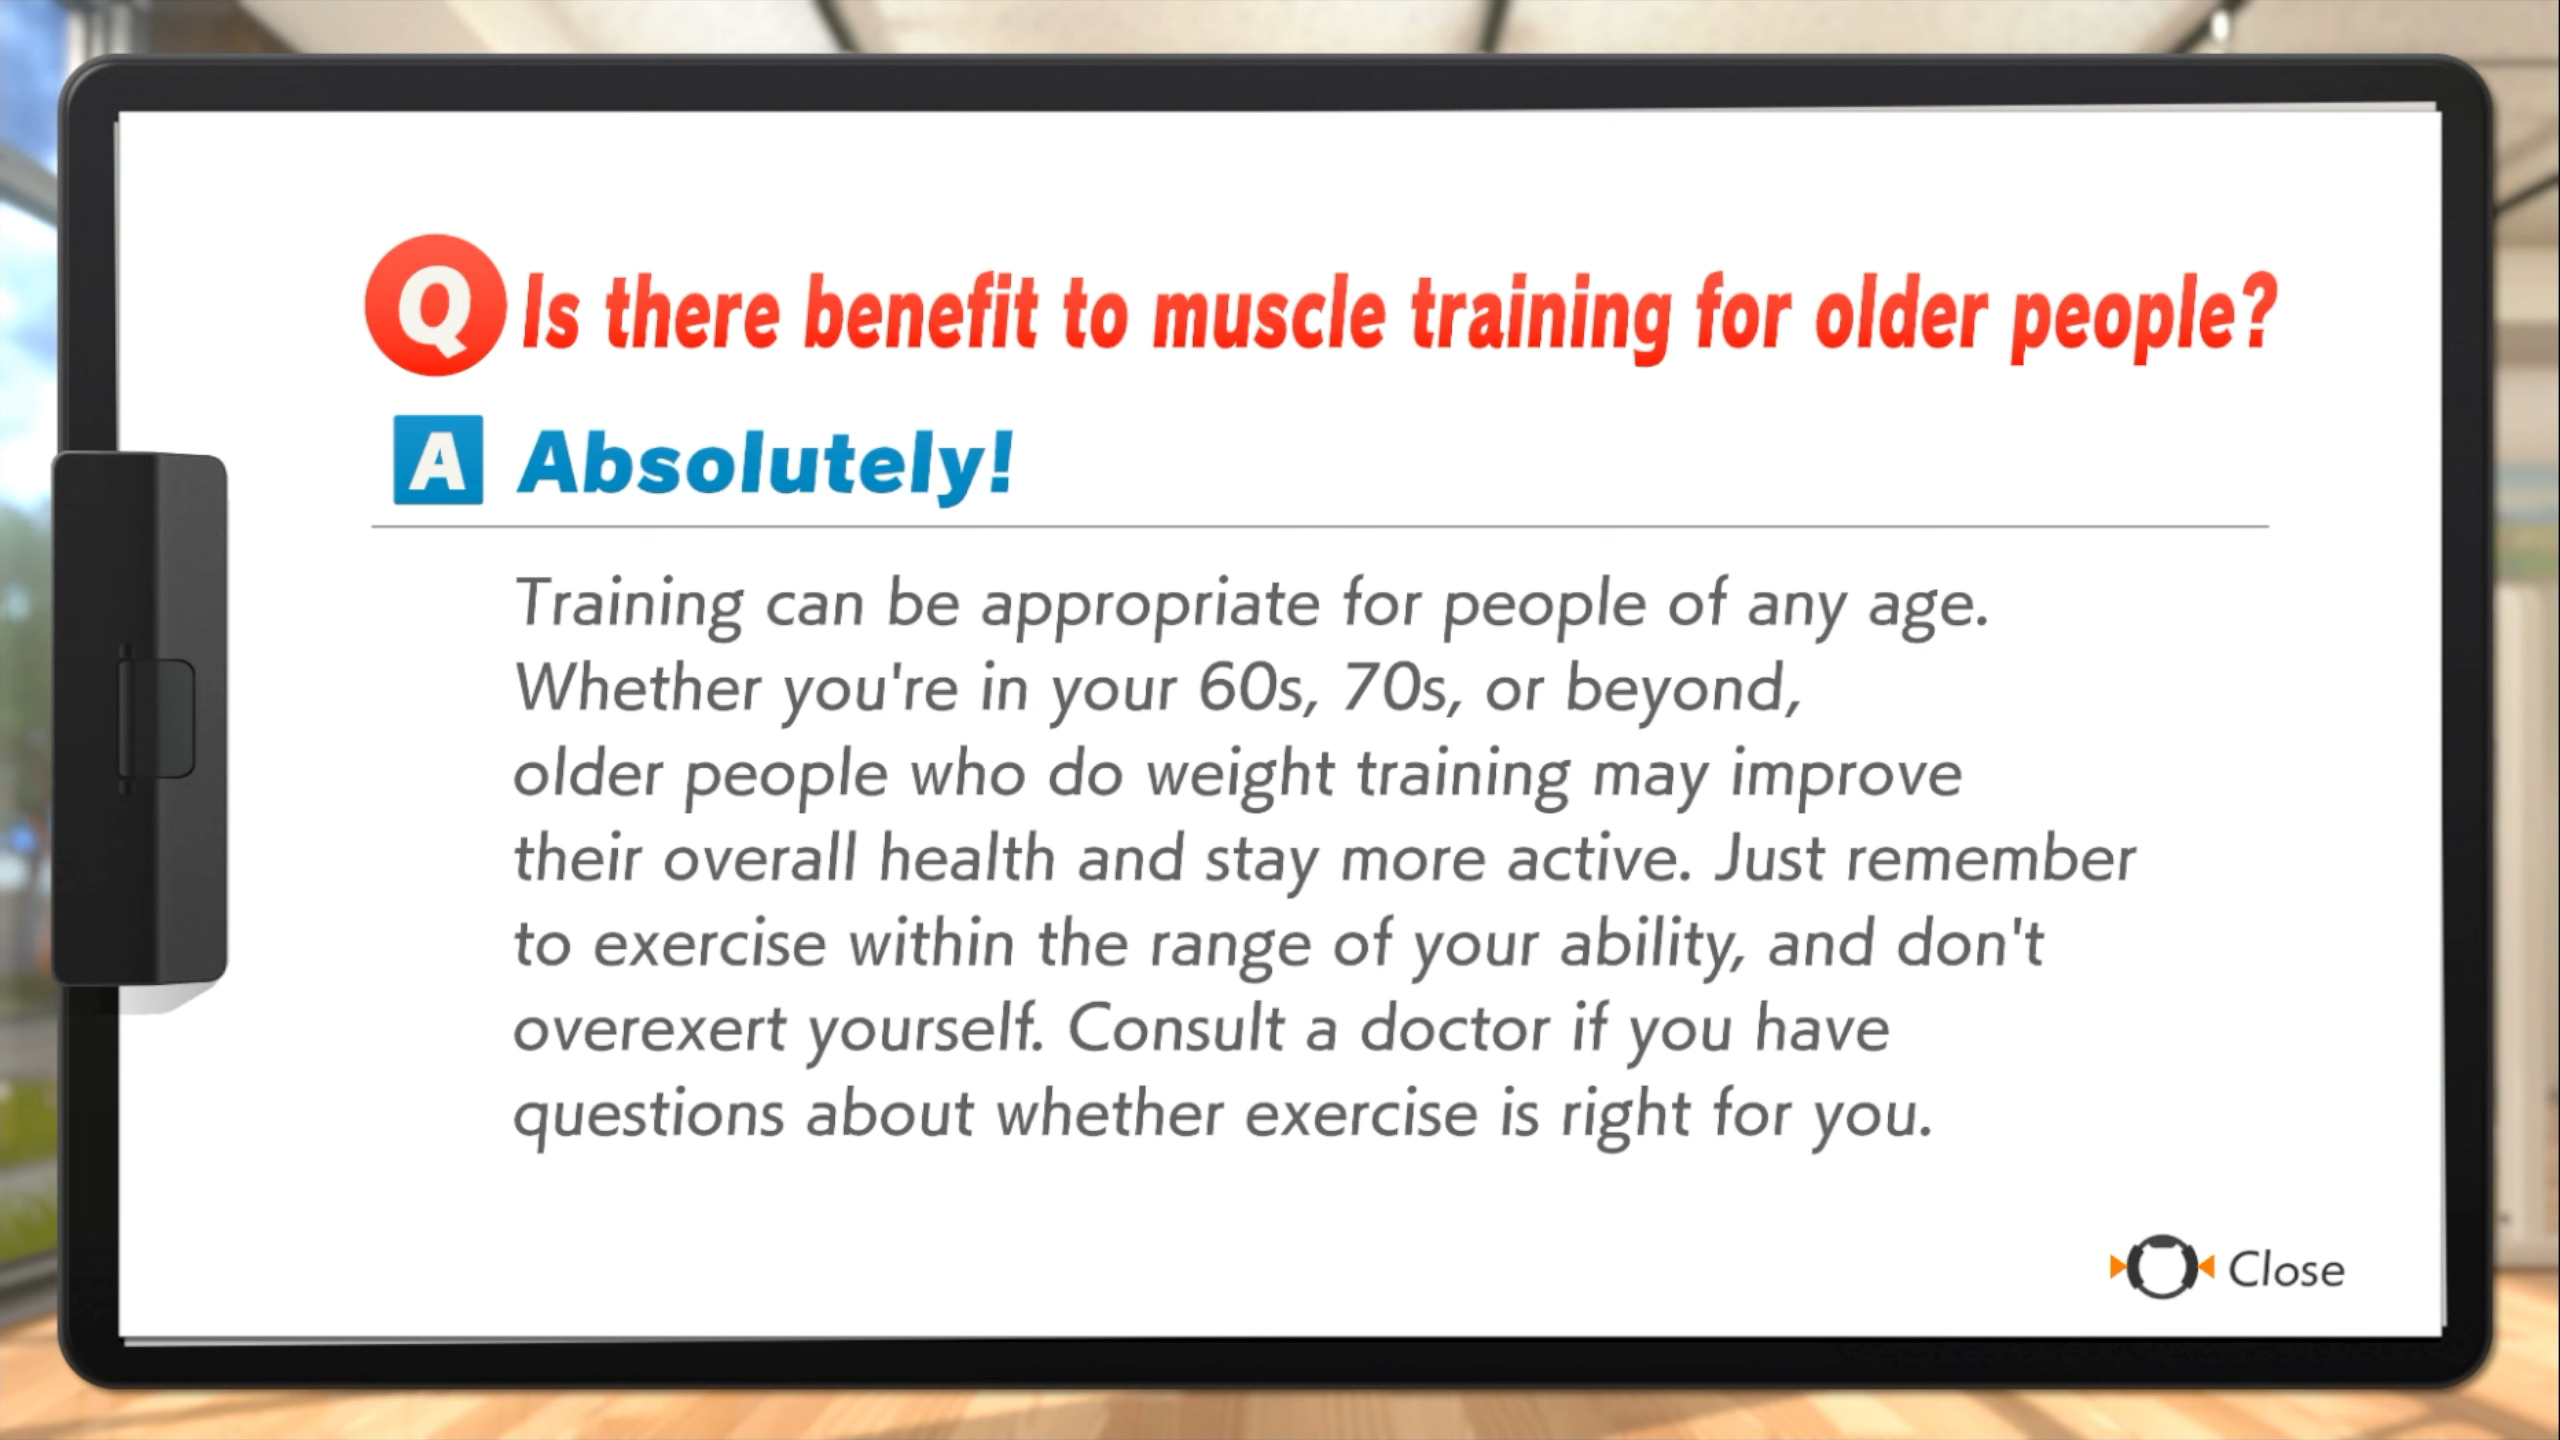 Q Is there benefit to muscle training for older people?
A Absolutely!
Training can be appropriate for people of any age.
Whether you're in your 60s, 70s, or beyond,
older people who do weight training may improve
their overall health and stay more active. Just remember
to exercise within the range of your ability, and don't
overexert yourself. Consult a doctor if you have
questions about whether exercise is right for you.
Close